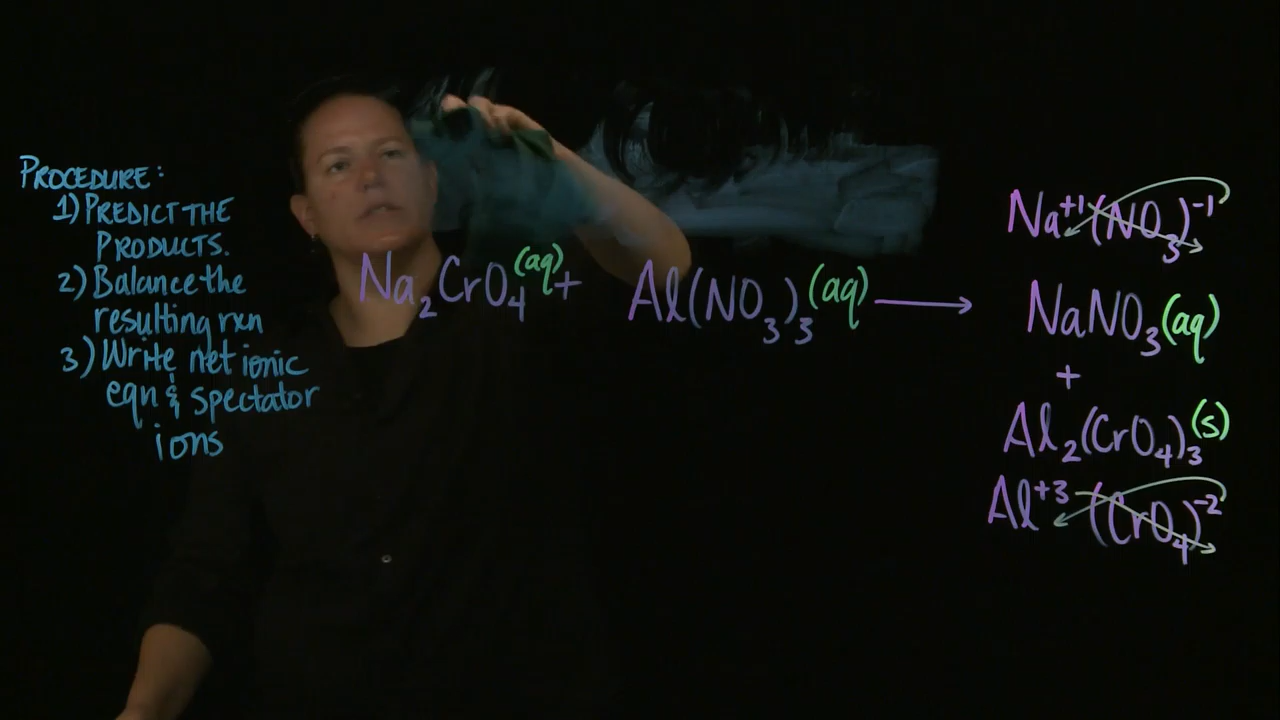 PROCEDURE:
1) PREDICT THE
PRODUCTS.
2) Balance the
resulting rxn
3) Write net ionic
eqn & spectator
ions
Na₂CrO₄(aq) + Al(NO₃)₃(aq) →
Na⁺¹(NO₃)⁻¹
NaNO₃(aq)
+
Al₂(CrO₄)₃(s)
Al⁺³(CrO₄)⁻²